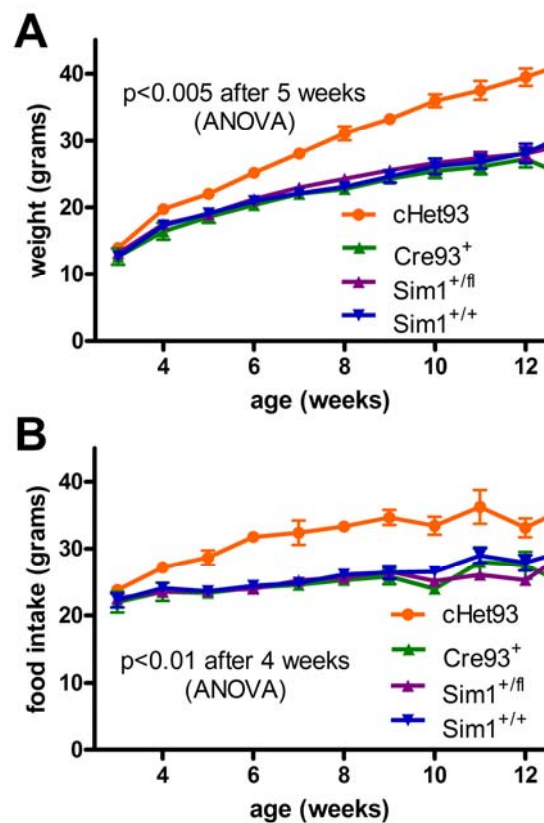 A
weight (grams)
40
30
20
10
0
p<0.005 after 5 weeks
(ANOVA)
cHet93
Cre93⁺
Sim1⁺/ᶠˡ
Sim1⁺/⁺
4 6 8 10 12
age (weeks)
B
food intake (grams)
40
30
20
10
0
p<0.01 after 4 weeks
(ANOVA)
cHet93
Cre93⁺
Sim1⁺/ᶠˡ
Sim1⁺/⁺
4 6 8 10 12
age (weeks)